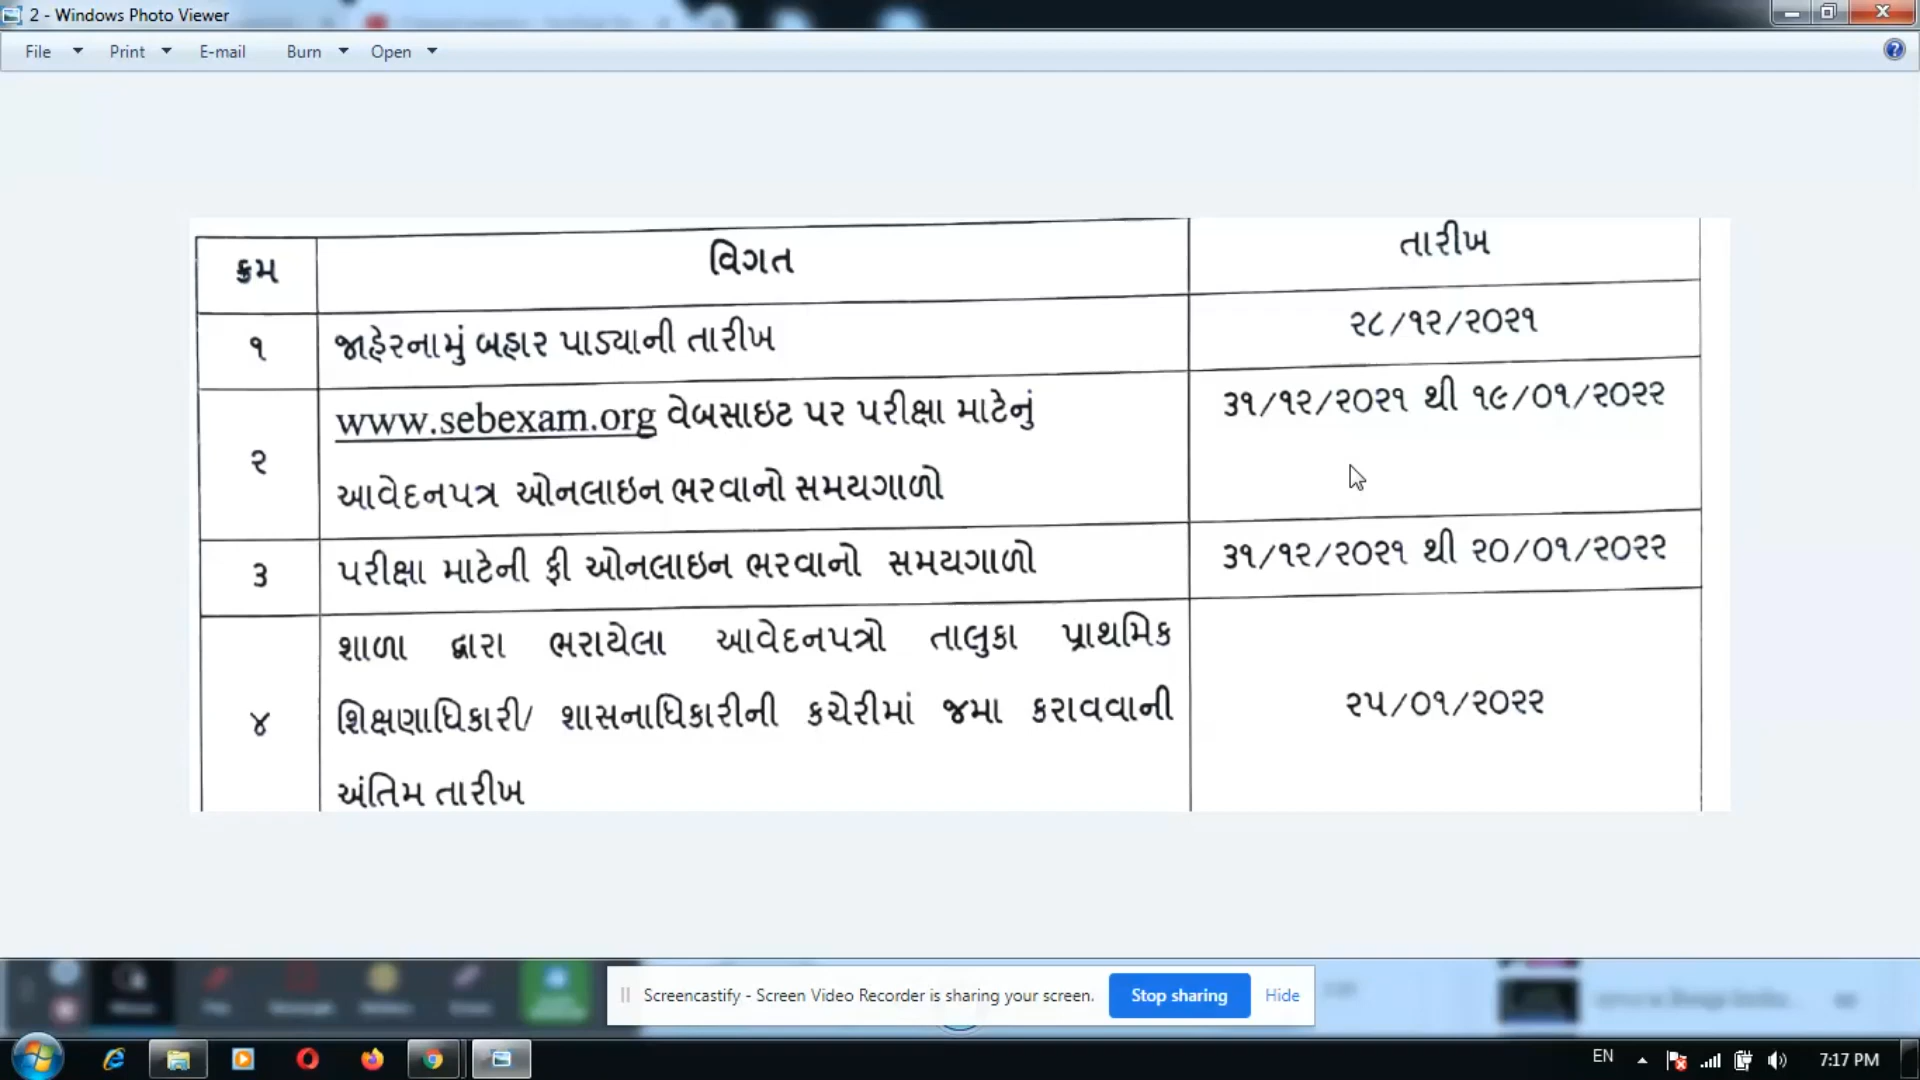 2 - Windows Photo Viewer
File Print E-mail Burn Open
ક્રમ વિગત તારીખ
૧ જાહેરનામું બહાર પાડ્યાની તારીખ ૨૮/૧૨/૨૦૨૧
www.sebexam.org વેબસાઇટ પર પરીક્ષા માટેનું ૩૧/૧૨/૨૦૨૧ થી ૧૯/૦૧/૨૦૨૨
૨
આવેદનપત્ર ઓનલાઇન ભરવાનો સમયગાળો
૩ પરીક્ષા માટેની ફી ઓનલાઇન ભરવાનો સમયગાળો ૩૧/૧૨/૨૦૨૧ થી ૨૦/૦૧/૨૦૨૨
શાળા દ્વારા ભરાયેલા આવેદનપત્રો તાલુકા પ્રાથમિક
૪ શિક્ષણાધિકારી/ શાસનાધિકારીની કચેરીમાં જમા કરાવવાની ૨૫/૦૧/૨૦૨૨
અંતિમ તારીખ
Screencastify - Screen Video Recorder is sharing your screen. Stop sharing Hide
EN 7:17 PM